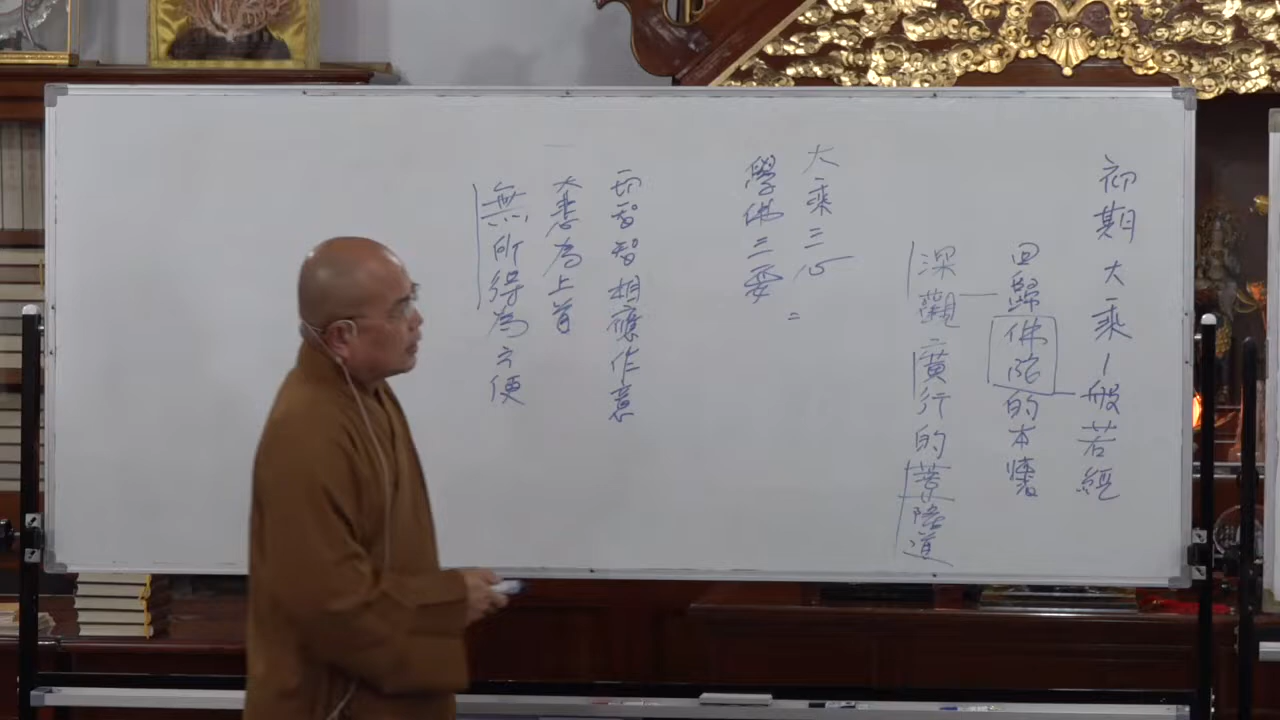 初期大乘-般若經
回歸佛陀的本懷
深觀廣行的菩薩道
大乘三心
學佛三要=
一切智智相應作意
大悲為上首
無所得為方便